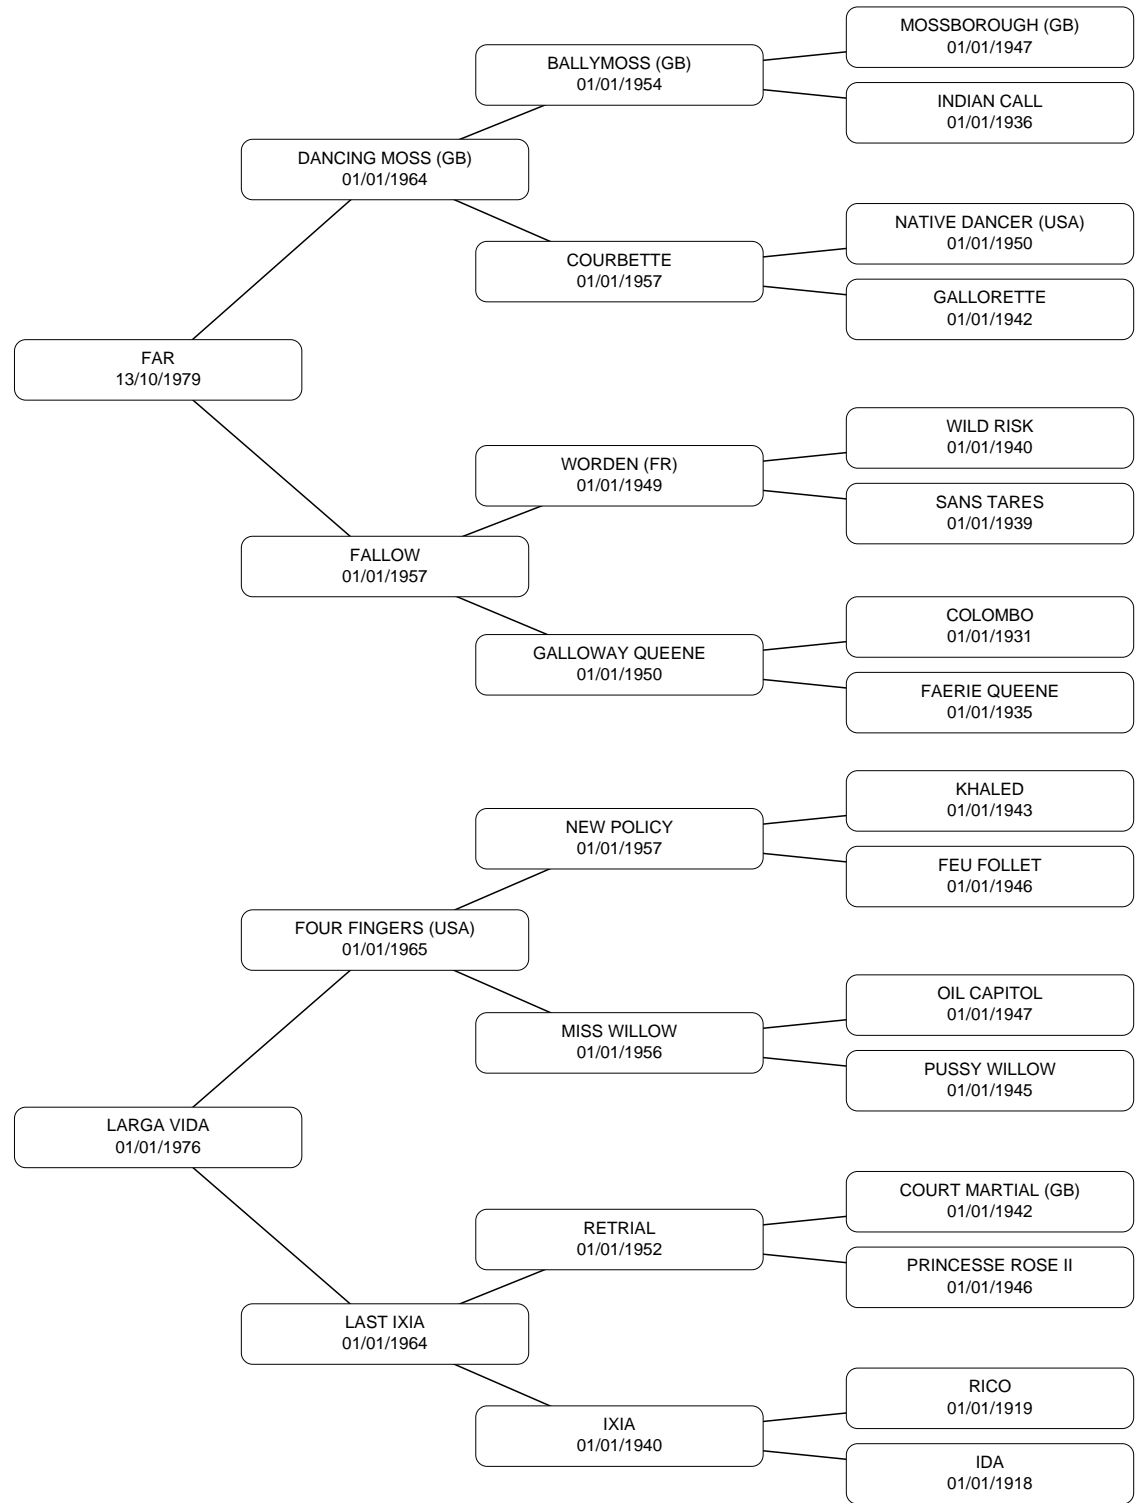 MOSSBOROUGH (GB)
01/01/1947
BALLYMOSS (GB)
01/01/1954
INDIAN CALL
01/01/1936
DANCING MOSS (GB)
01/01/1964
NATIVE DANCER (USA)
01/01/1950
COURBETTE
01/01/1957
GALLORETTE
01/01/1942
FAR
13/10/1979
WILD RISK
01/01/1940
WORDEN (FR)
01/01/1949
SANS TARES
01/01/1939
FALLOW
01/01/1957
COLOMBO
01/01/1931
GALLOWAY QUEENE
01/01/1950
FAERIE QUEENE
01/01/1935
KHALED
01/01/1943
NEW POLICY
01/01/1957
FEU FOLLET
01/01/1946
FOUR FINGERS (USA)
01/01/1965
OIL CAPITOL
01/01/1947
MISS WILLOW
01/01/1956
PUSSY WILLOW
01/01/1945
LARGA VIDA
01/01/1976
COURT MARTIAL (GB)
01/01/1942
RETRIAL
01/01/1952
PRINCESSE ROSE II
01/01/1946
LAST IXIA
01/01/1964
RICO
01/01/1919
IXIA
01/01/1940
IDA
01/01/1918